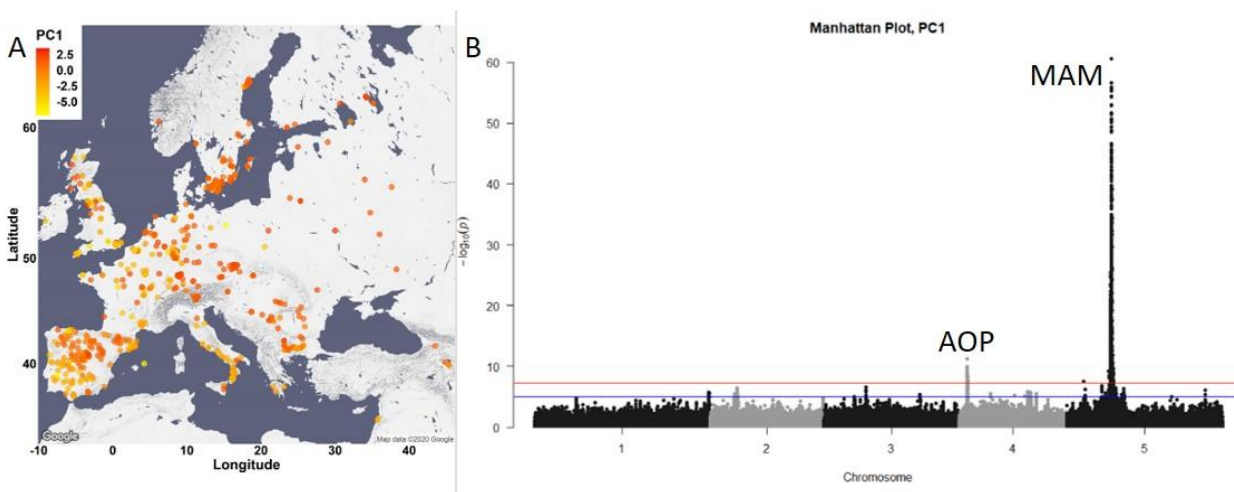 A
PC1
2.5
0.0
-2.5
-5.0
60
50
40
Latitude
-10
0
10
20
30
40
Longitude
Google
Map data ©2020 Google
B
Manhattan Plot, PC1
MAM
AOP
60
50
40
30
20
10
0
− log₁₀(p)
1
2
3
4
5
Chromosome